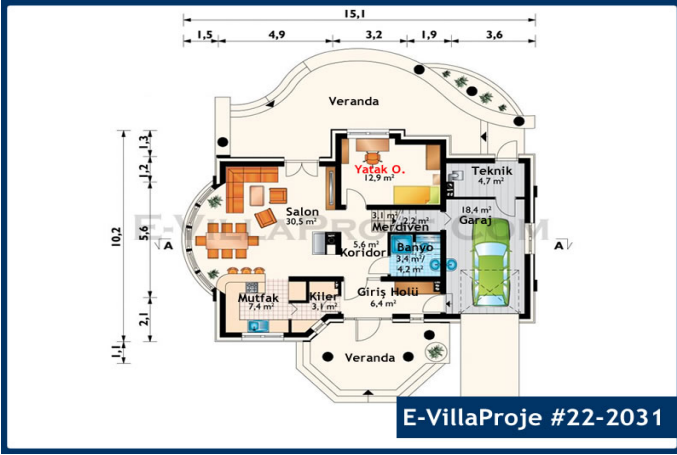 15,1
1,5 4,9 3,2 1,9 3,6
Veranda
1,3
1,2
5,6
10,2
2,1
1,1
Yatak O.
12,9 m²
Teknik
4,7 m²
Salon
30,5 m²
3,1 m²/
2,2 m²
Merdiven
18,4 m²
Garaj
E-VillaProje.com
A A
5,6 m²
Koridor
Banyo
3,4 m²/
4,2 m²
Mutfak
7,4 m²
Kiler
3,1 m²
Giriş Holü
6,4 m²
Veranda
E-VillaProje #22-2031